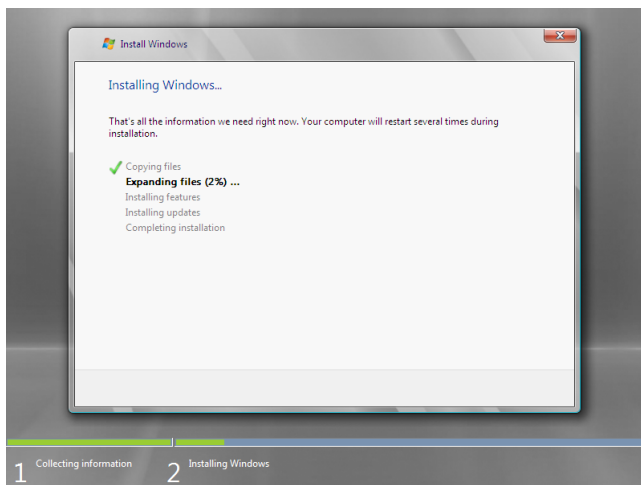 Install Windows
Installing Windows...
That's all the information we need right now. Your computer will restart several times during
installation.
Copying files
Expanding files (2%) ...
Installing features
Installing updates
Completing installation
1 Collecting information
2 Installing Windows